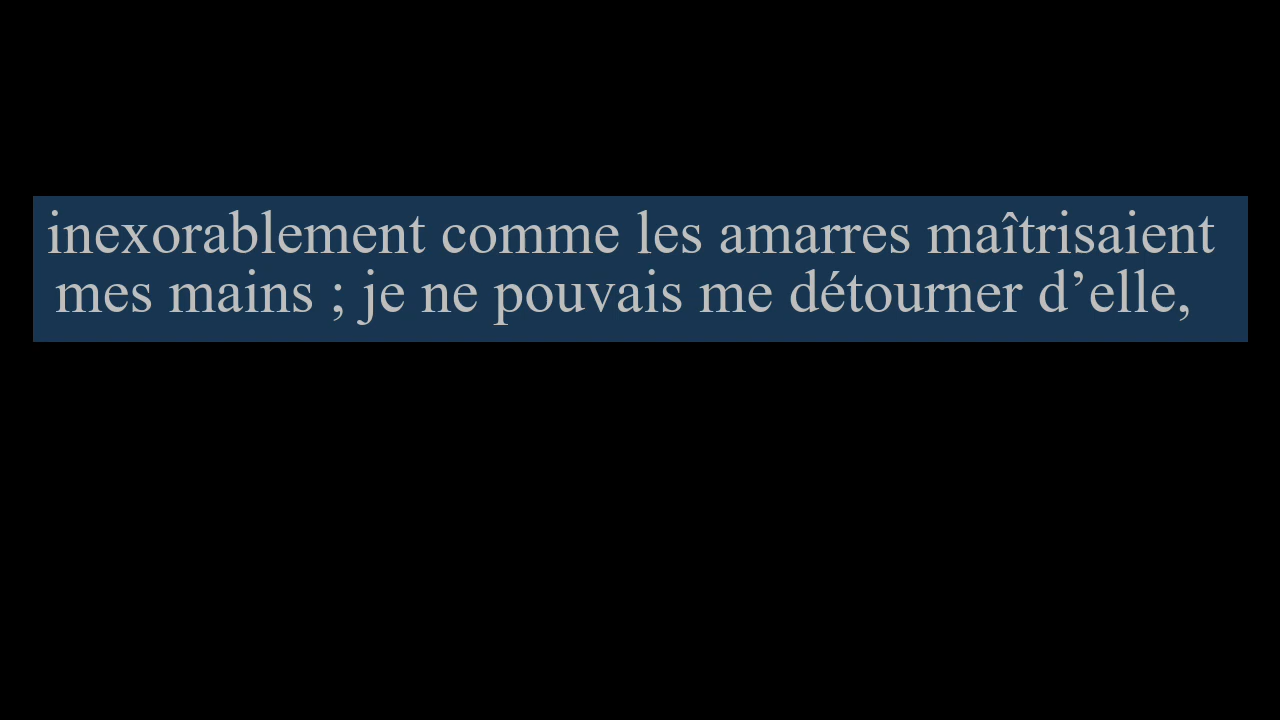 inexorablement comme les amarres maîtrisaient
mes mains ; je ne pouvais me détourner d’elle,